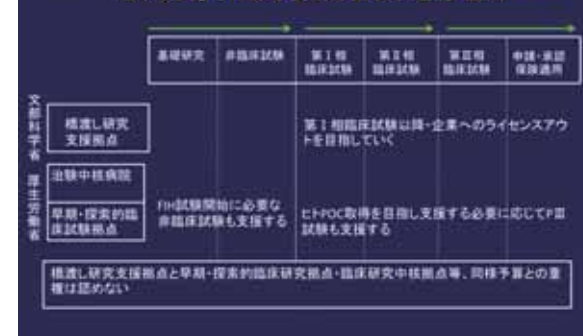 基礎研究 非臨床試験 第Ⅰ相 臨床試験 第Ⅱ相 臨床試験 第Ⅲ相 臨床試験 申請・承認 保険適用
文部科学省
橋渡し研究
支援拠点
第Ⅰ相臨床試験以降-企業へのライセンスアウ
トを目指していく
厚生労働省
治験中核病院
早期・探索的臨
床試験拠点
FIH試験開始に必要な
非臨床試験も支援する
ヒトPOC取得を目指し支援する必要に応じてPⅢ
試験も支援する
橋渡し研究支援拠点と早期・探索的臨床研究拠点・臨床研究中核拠点等、同様予算との重
複は認めない